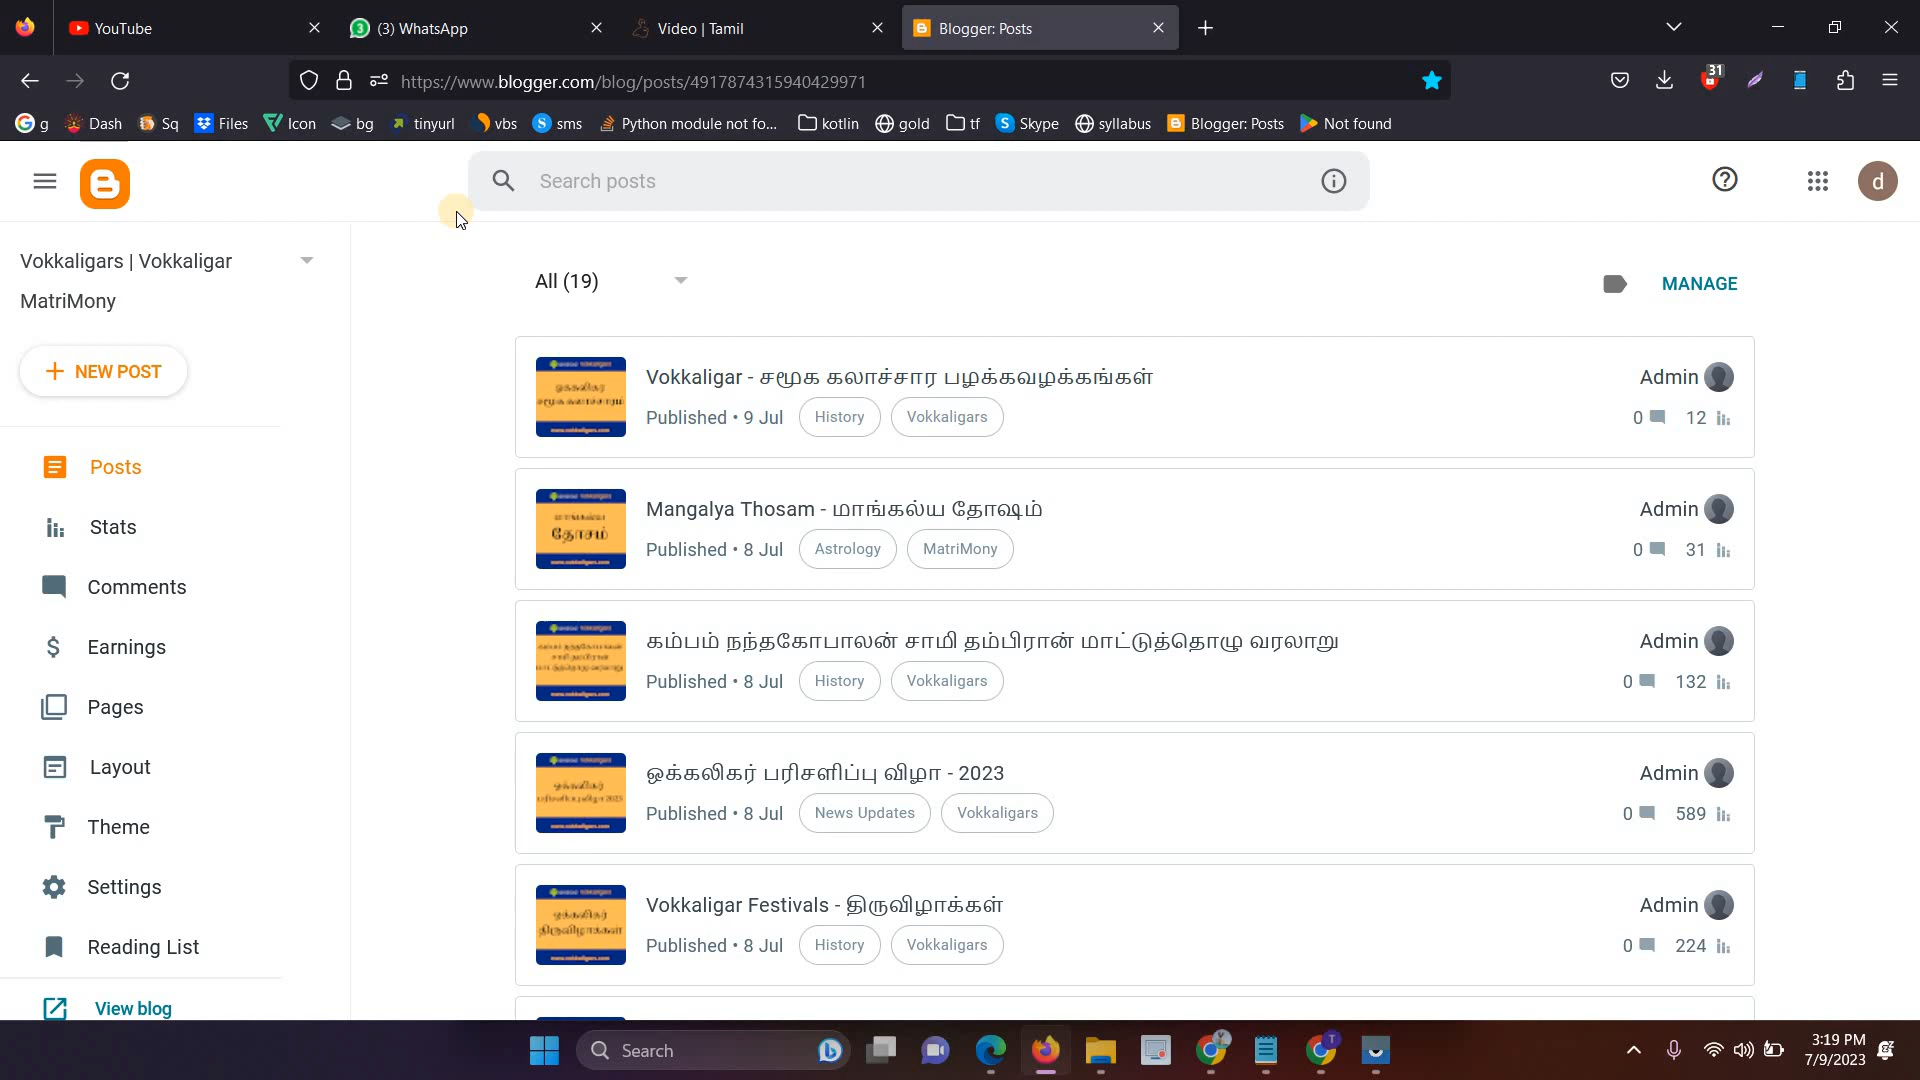 YouTube
(3) WhatsApp
Video | Tamil
Blogger: Posts
https://www.blogger.com/blog/posts/4917874315940429971
31
g Dash Sq Files Icon bg tinyurl vbs sms Python module not fo... kotlin gold tf Skype syllabus Blogger: Posts Not found
Search posts
d
Vokkaligars | Vokkaligar
MatriMony
NEW POST
Posts
Stats
Comments
Earnings
Pages
Layout
Theme
Settings
Reading List
View blog
All (19)
MANAGE
Vokkaligar - சமூக கலாச்சார பழக்கவழக்கங்கள்
Admin
Published • 9 Jul History Vokkaligars
0 12
Mangalya Thosam - மாங்கல்ய தோஷம்
Admin
Published • 8 Jul Astrology MatriMony
0 31
கம்பம் நந்தகோபாலன் சாமி தம்பிரான் மாட்டுத்தொழு வரலாறு
Admin
Published • 8 Jul History Vokkaligars
0 132
ஒக்கலிகர் பரிசளிப்பு விழா - 2023
Admin
Published • 8 Jul News Updates Vokkaligars
0 589
Vokkaligar Festivals - திருவிழாக்கள்
Admin
Published • 8 Jul History Vokkaligars
0 224
Search
3:19 PM
7/9/2023